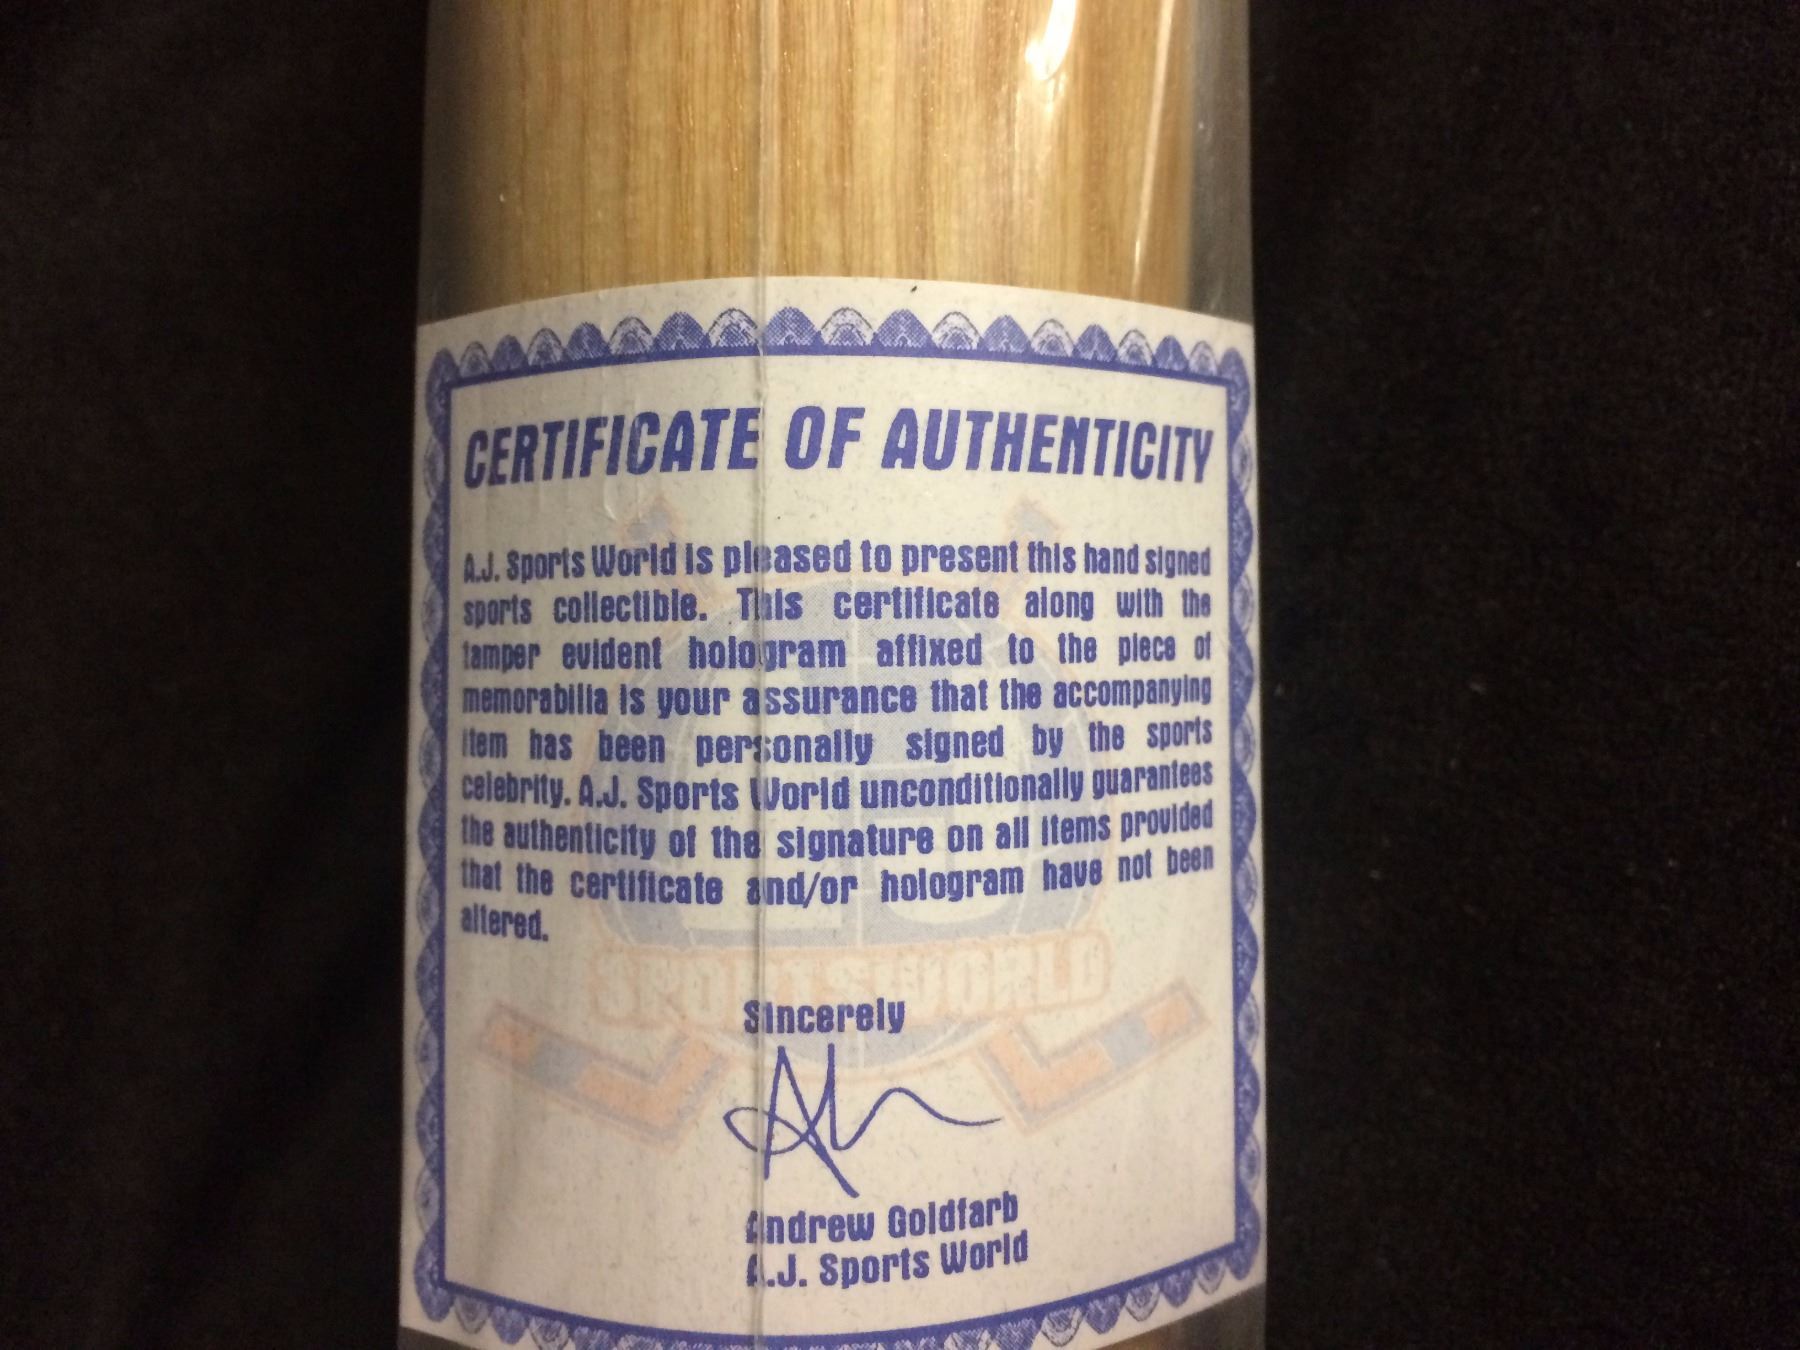 CERTIFICATE OF AUTHENTICITY
A.J. Sports World is pleased to present this hand signed
sports collectible. This certificate along with the
tamper evident hologram affixed to the piece of
memorabilia is your assurance that the accompanying
item has been personally signed by the sports
celebrity. A.J. Sports World unconditionally guarantees
the authenticity of the signature on all items provided
that the certificate and/or hologram have not been
altered.
SPORTSWORLD
Sincerely
Andrew Goldfarb
A.J. Sports World